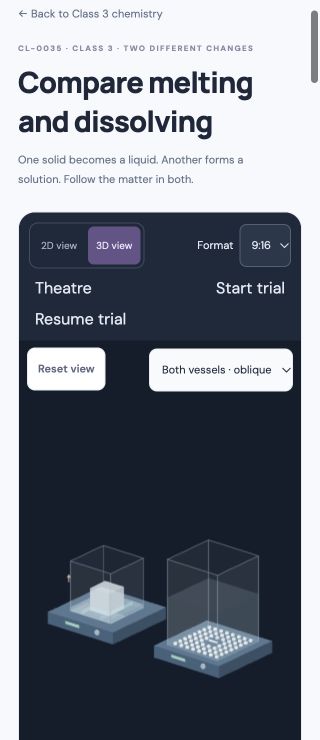 ← Back to Class 3 chemistry
CL-0035 · CLASS 3 · TWO DIFFERENT CHANGES
Compare melting
and dissolving
One solid becomes a liquid. Another forms a
solution. Follow the matter in both.
2D view 3D view Format 9:16
Theatre Start trial
Resume trial
Reset view Both vessels · oblique